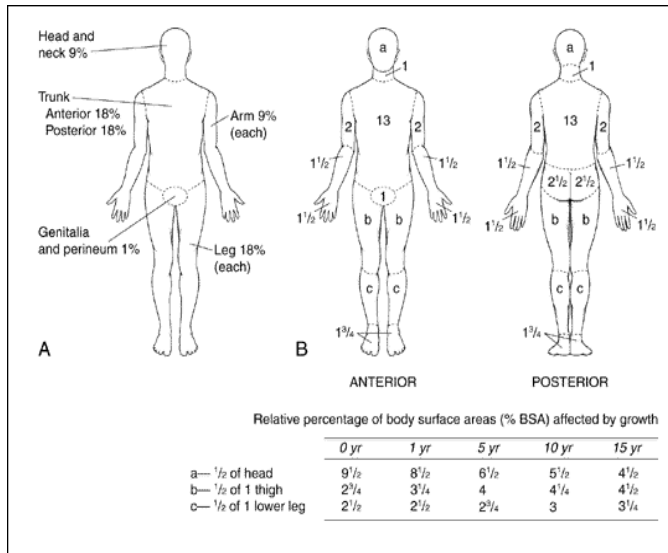 Head and
neck 9%
Trunk
Anterior 18%
Posterior 18%
Arm 9%
(each)
Genitalia
and perineum 1%
Leg 18%
(each)
A
a
1
2
13
2
1½
1½
1½
1
1½
b
b
c
c
1¾
B
ANTERIOR
a
1
2
13
2
1½
1½
2½
2½
1½
1½
b
b
c
c
1¾
POSTERIOR
Relative percentage of body surface areas (% BSA) affected by growth
0 yr 1 yr 5 yr 10 yr 15 yr
a— ½ of head 9½ 8½ 6½ 5½ 4½
b— ½ of 1 thigh 2¾ 3¼ 4 4¼ 4½
c— ½ of 1 lower leg 2½ 2½ 2¾ 3 3¼